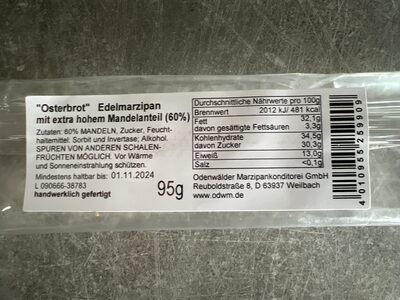 "Osterbrot" Edelmarzipan
mit extra hohem Mandelanteil (60%)
Zutaten: 60% MANDELN, Zucker, Feucht-
haltemittel: Sorbit und Invertase; Alkohol.
SPUREN VON ANDEREN SCHALEN-
FRÜCHTEN MÖGLICH. Vor Wärme
und Sonneneinstrahlung schützen.
Mindestens haltbar bis: 01.11.2024
L 090666-38783
handwerklich gefertigt
95g
Durchschnittliche Nährwerte pro 100g
Brennwert 2012 kJ/ 481 kcal
Fett 32,1g
davon gesättigte Fettsäuren 3,3g
Kohlenhydrate 34,5g
davon Zucker 30,3g
Eiweiß 13,0g
Salz <0,1g
Odenwälder Marzipankonditorei GmbH
Reuboldstraße 8, D 63937 Weilbach
www.odwm.de
4010955259909